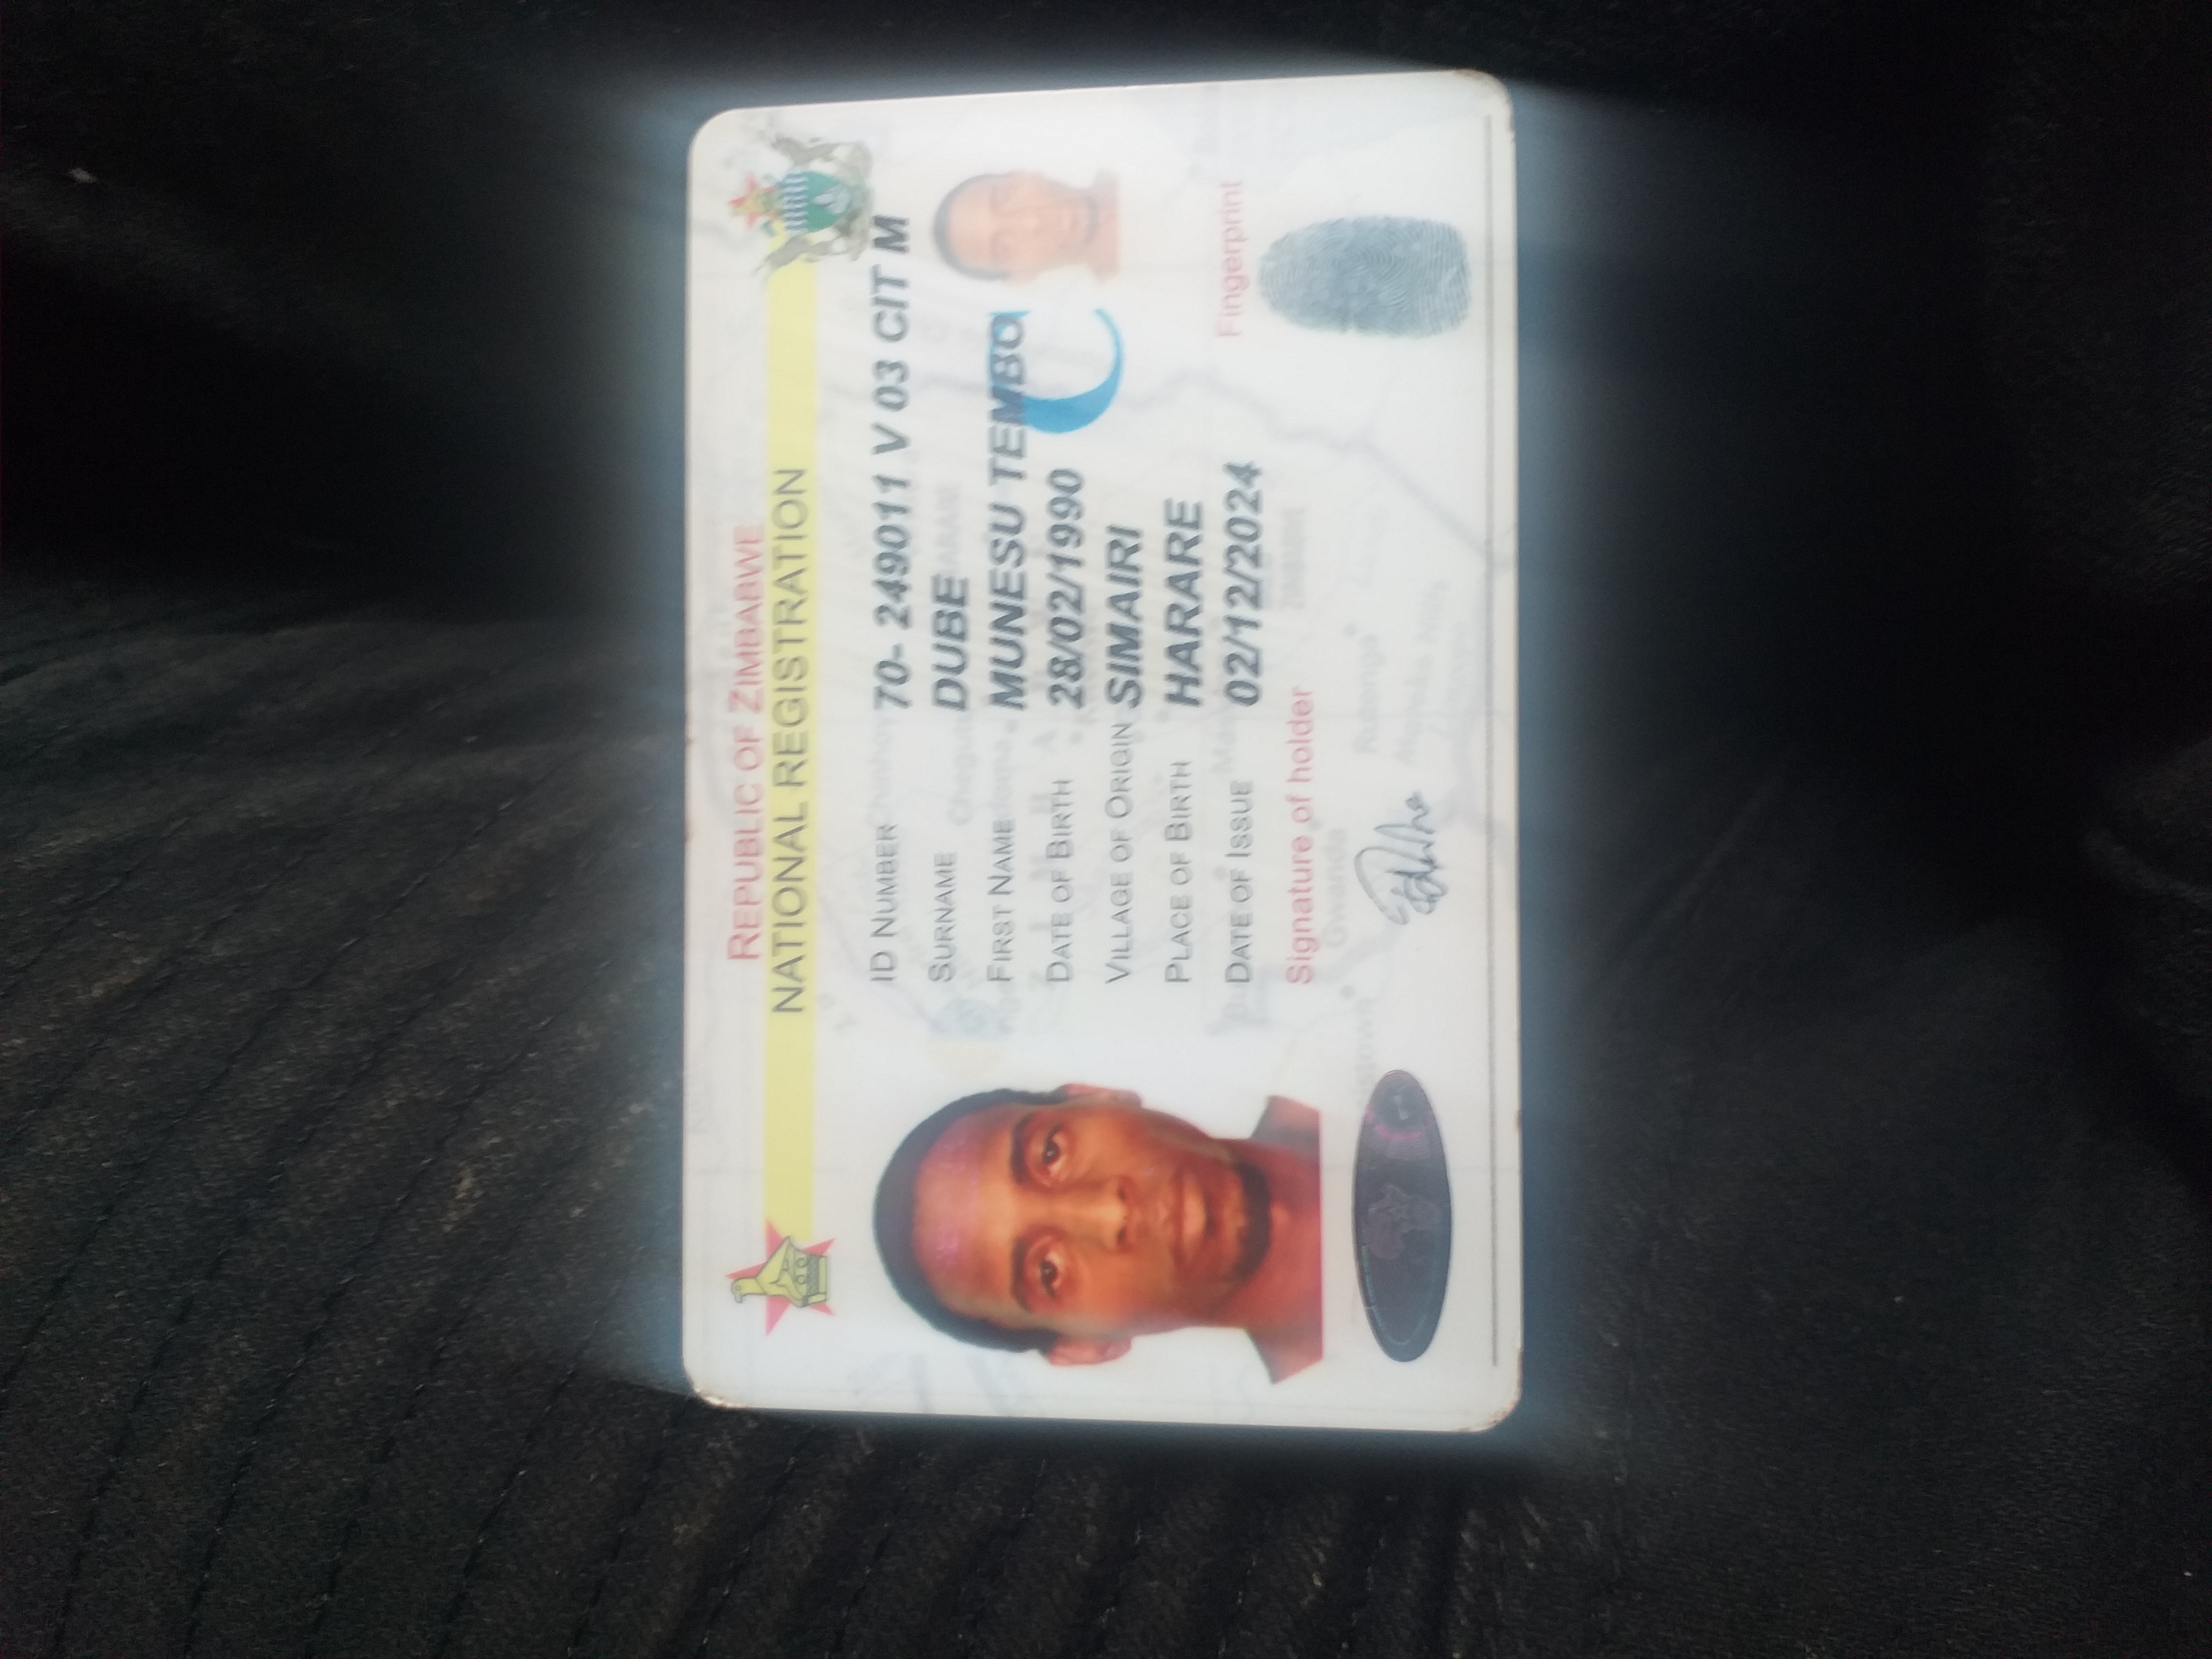 REPUBLIC OF ZIMBABWE
NATIONAL REGISTRATION
ID NUMBER 70- 249011 V 03 CIT M
SURNAME DUBE
FIRST NAME MUNESU TEMBO
DATE OF BIRTH 28/02/1990
VILLAGE OF ORIGIN SIMAIRI
PLACE OF BIRTH HARARE
DATE OF ISSUE 02/12/2024
C
Fingerprint
Signature of holder
Gwanda
Rutenga